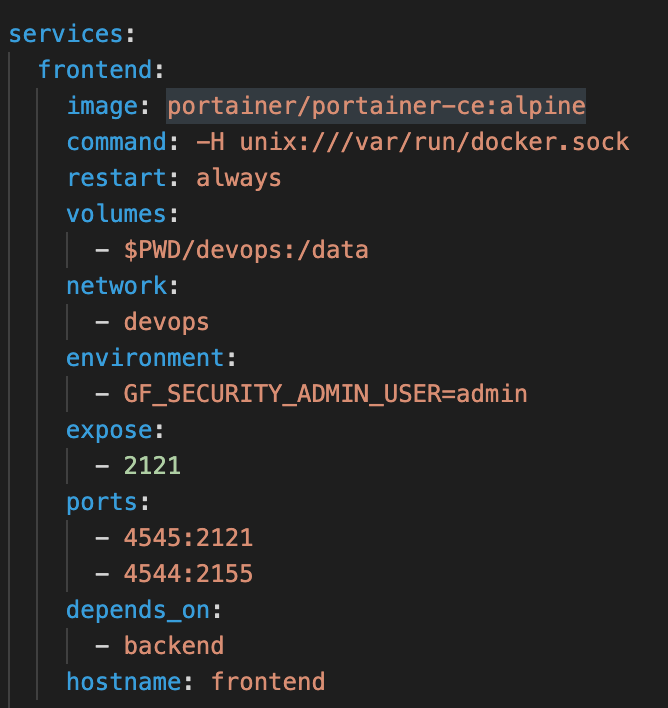 services:
frontend:
image: portainer/portainer-ce:alpine
command: -H unix:///var/run/docker.sock
restart: always
volumes:
- $PWD/devops:/data
network:
- devops
environment:
- GF_SECURITY_ADMIN_USER=admin
expose:
- 2121
ports:
- 4545:2121
- 4544:2155
depends_on:
- backend
hostname: frontend